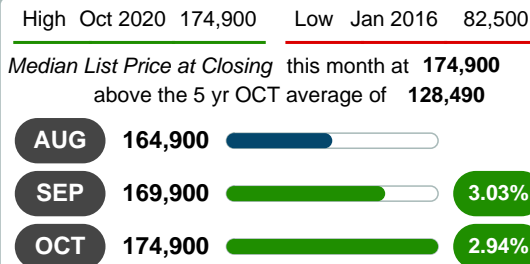 High Oct 2020 174,900 Low Jan 2016 82,500
Median List Price at Closing this month at 174,900
above the 5 yr OCT average of 128,490
AUG 164,900
SEP 169,900 3.03%
OCT 174,900 2.94%